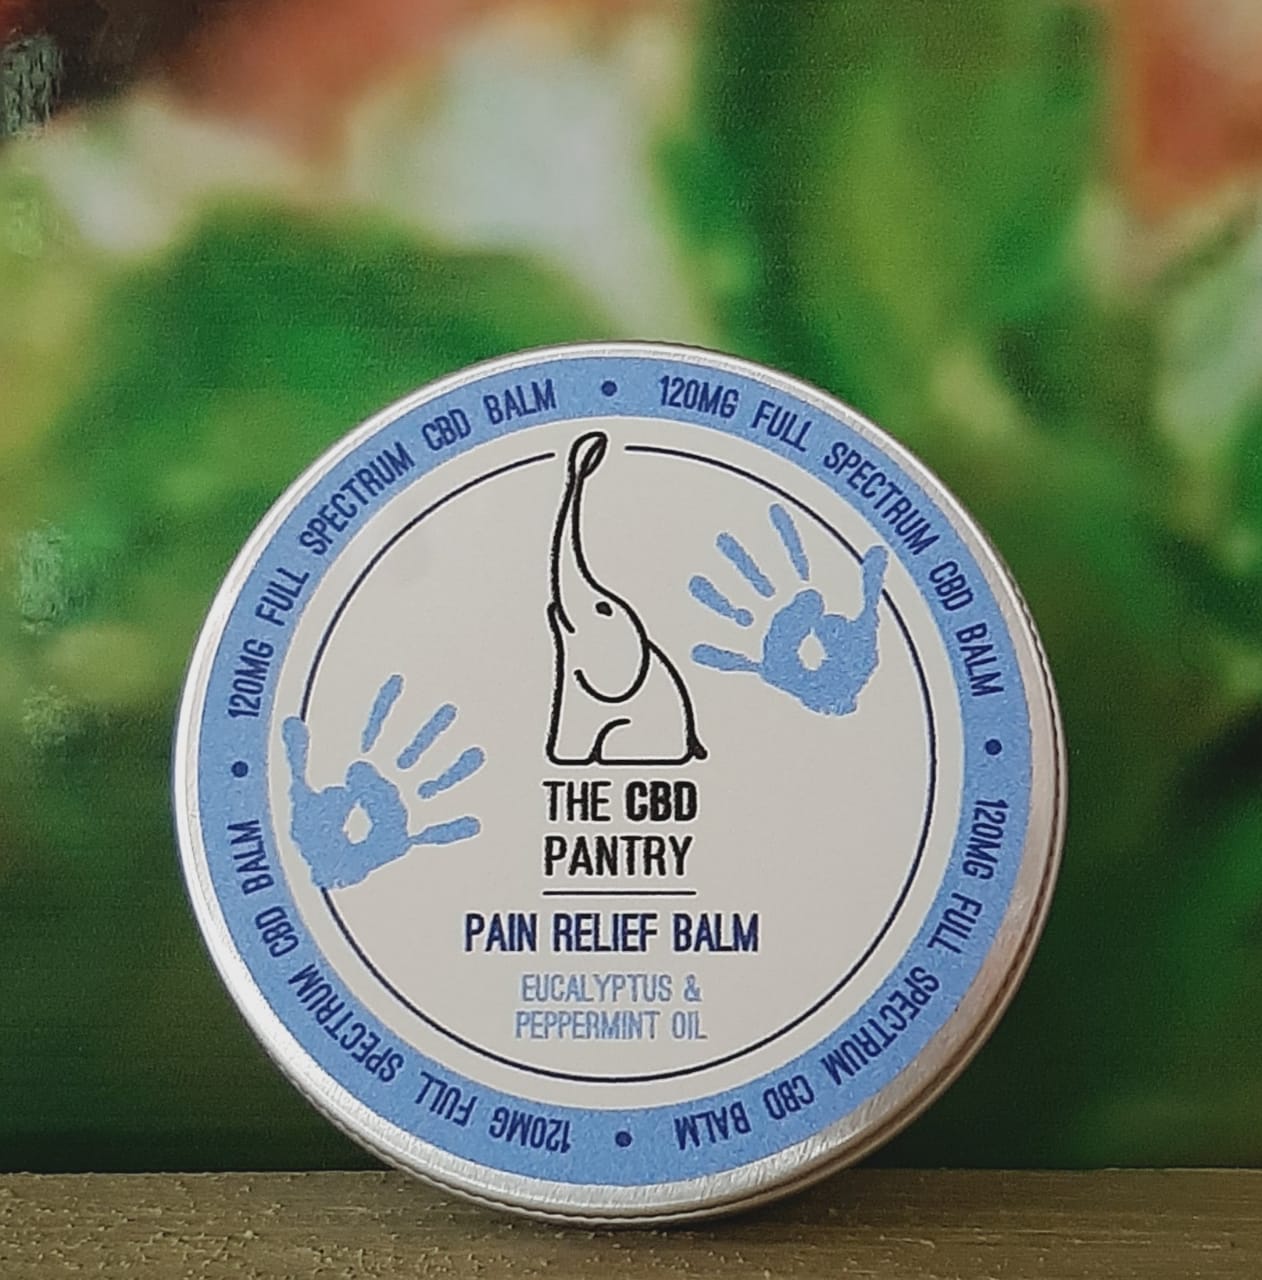 120MG FULL SPECTRUM CBD BALM • 120MG FULL SPECTRUM CBD BALM • 120MG FULL SPECTRUM CBD BALM • 120MG FULL SPECTRUM CBD BALM •
THE CBD
PANTRY
PAIN RELIEF BALM
EUCALYPTUS &
PEPPERMINT OIL